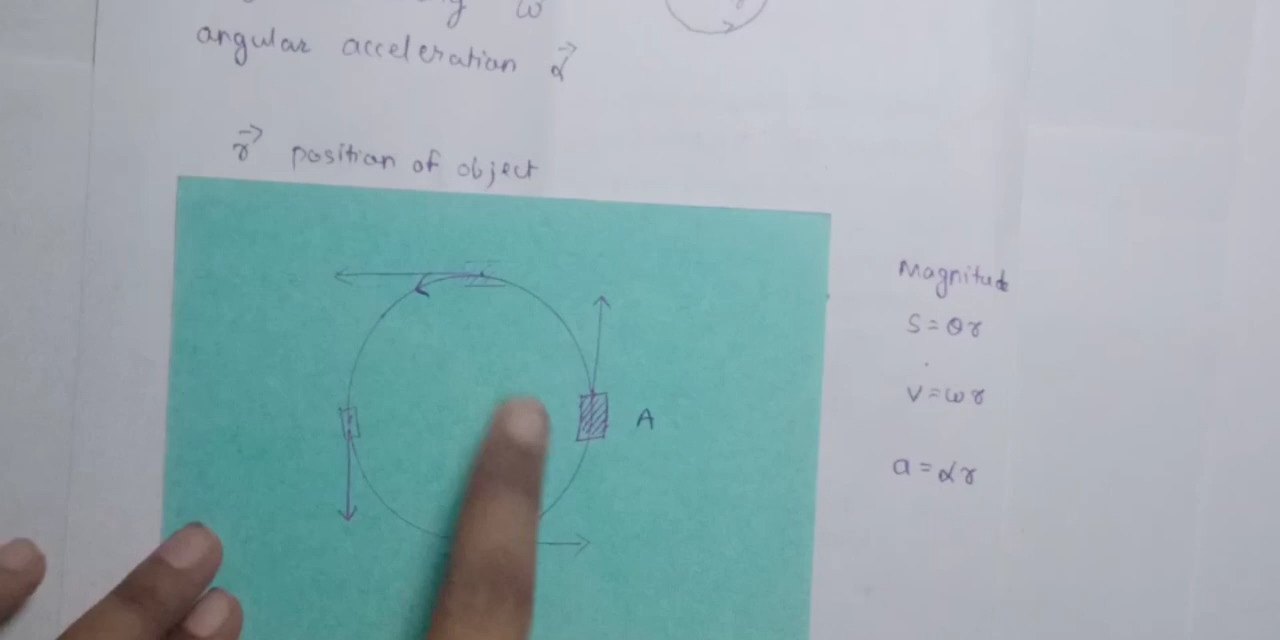 ω
angular acceleration α⃗
r⃗ position of object
A
Magnitude
S = θr
V = ωr
a = αr